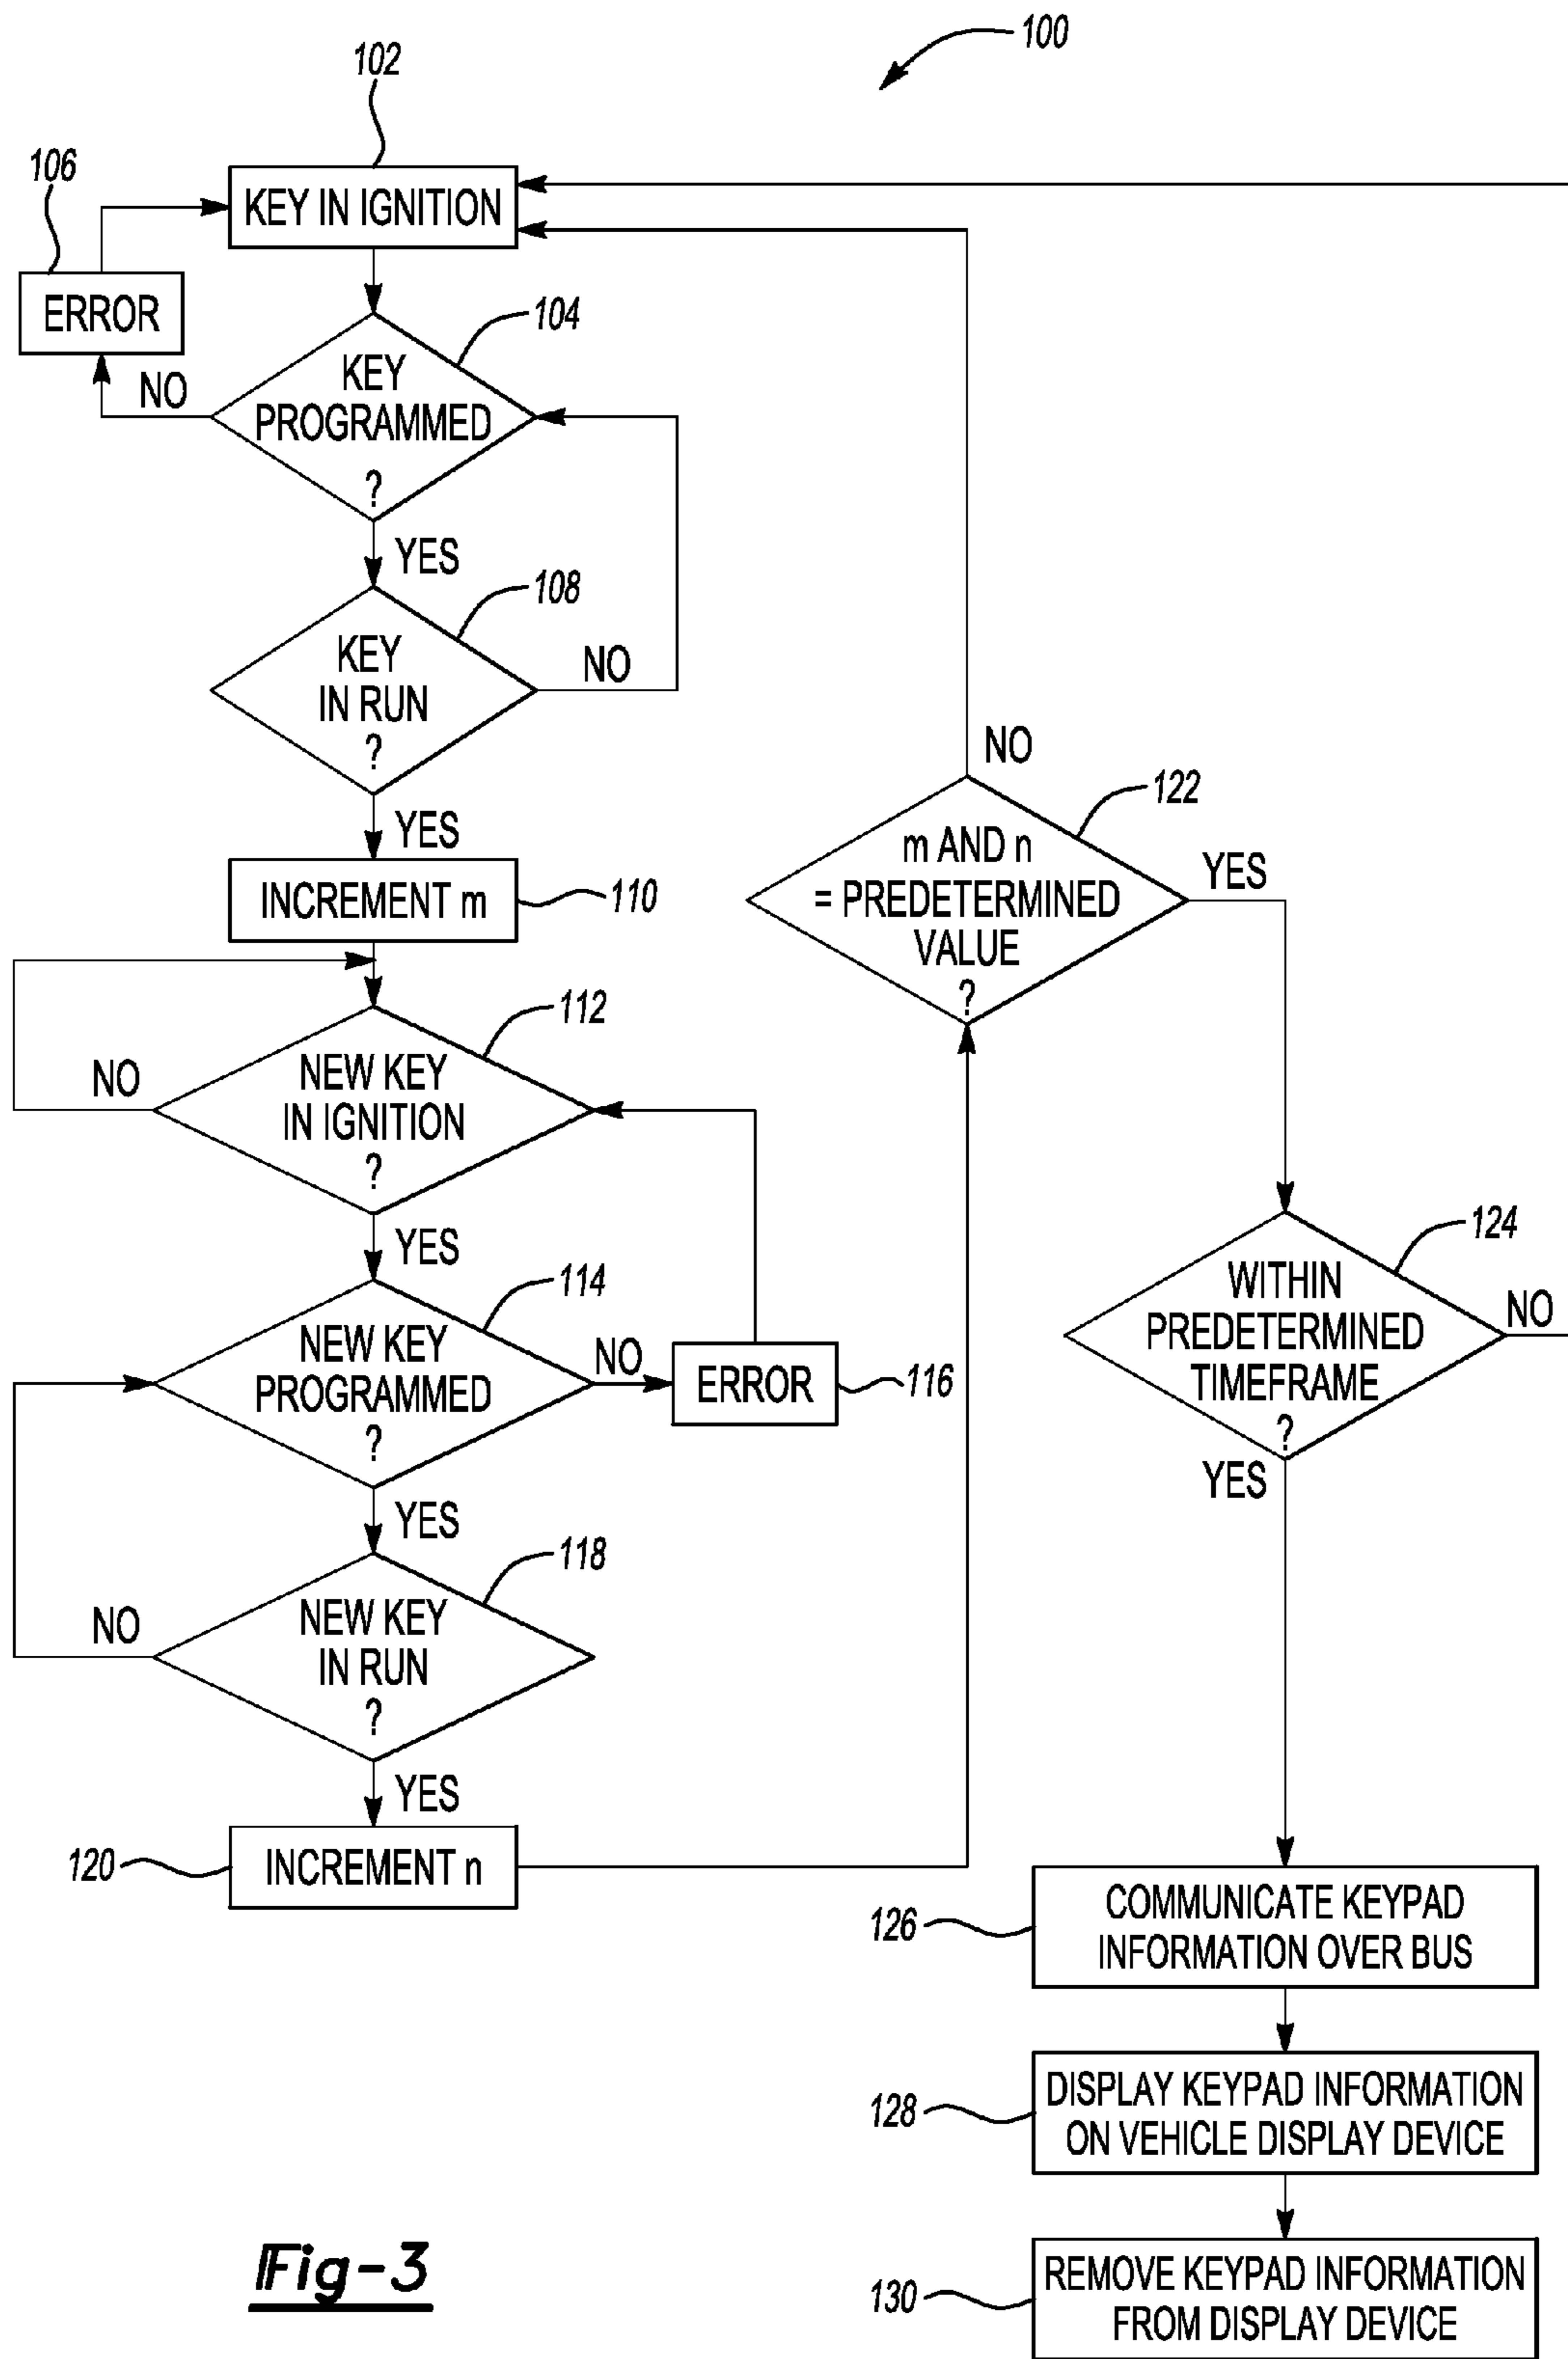 100
102
KEY IN IGNITION
106
ERROR
104
KEY
PROGRAMMED
?
NO
YES
108
KEY
IN RUN
?
NO
YES
INCREMENT m
110
112
NEW KEY
IN IGNITION
?
NO
YES
114
NEW KEY
PROGRAMMED
?
NO
ERROR
116
YES
118
NEW KEY
IN RUN
?
NO
YES
120
INCREMENT n
NO
122
m AND n
= PREDETERMINED
VALUE
?
YES
124
WITHIN
PREDETERMINED
TIMEFRAME
?
NO
YES
126
COMMUNICATE KEYPAD
INFORMATION OVER BUS
128
DISPLAY KEYPAD INFORMATION
ON VEHICLE DISPLAY DEVICE
130
REMOVE KEYPAD INFORMATION
FROM DISPLAY DEVICE
Fig-3